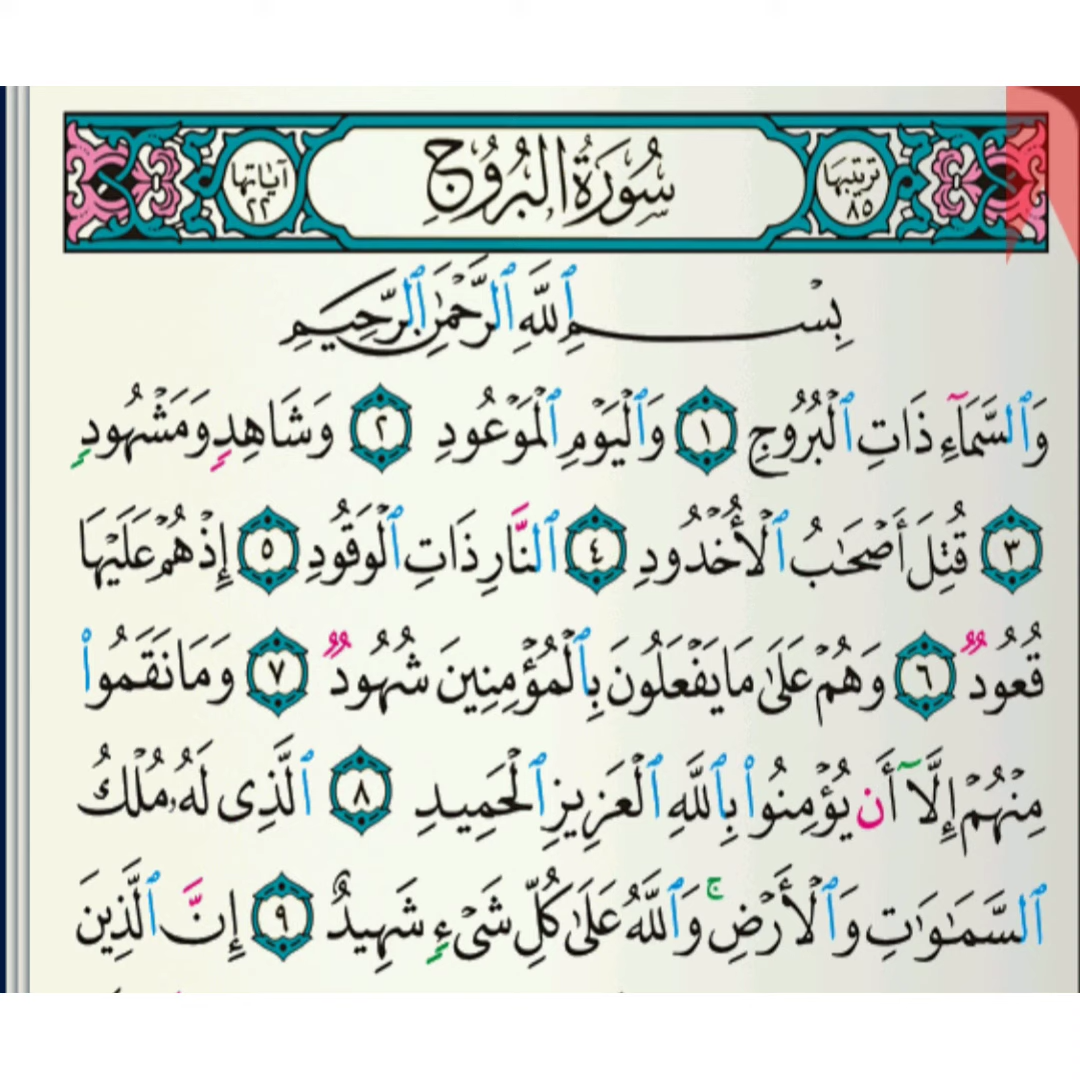 ترتيبها ٨٥
سُورَةُ البُرُوجِ
آياتها ٢٢
بِسْمِ ٱللَّهِ ٱلرَّحْمَٰنِ ٱلرَّحِيمِ
وَٱلسَّمَآءِ ذَاتِ ٱلْبُرُوجِ ١ وَٱلْيَوْمِ ٱلْمَوْعُودِ ٢ وَشَاهِدٍ وَمَشْهُودٍ
٣ قُتِلَ أَصْحَٰبُ ٱلْأُخْدُودِ ٤ ٱلنَّارِ ذَاتِ ٱلْوَقُودِ ٥ إِذْ هُمْ عَلَيْهَا
قُعُودٌ ٦ وَهُمْ عَلَىٰ مَا يَفْعَلُونَ بِٱلْمُؤْمِنِينَ شُهُودٌ ٧ وَمَا نَقَمُوا۟
مِنْهُمْ إِلَّآ أَن يُؤْمِنُوا۟ بِٱللَّهِ ٱلْعَزِيزِ ٱلْحَمِيدِ ٨ ٱلَّذِى لَهُۥ مُلْكُ
ٱلسَّمَٰوَٰتِ وَٱلْأَرْضِ ۚ وَٱللَّهُ عَلَىٰ كُلِّ شَىْءٍ شَهِيدٌ ٩ إِنَّ ٱلَّذِينَ